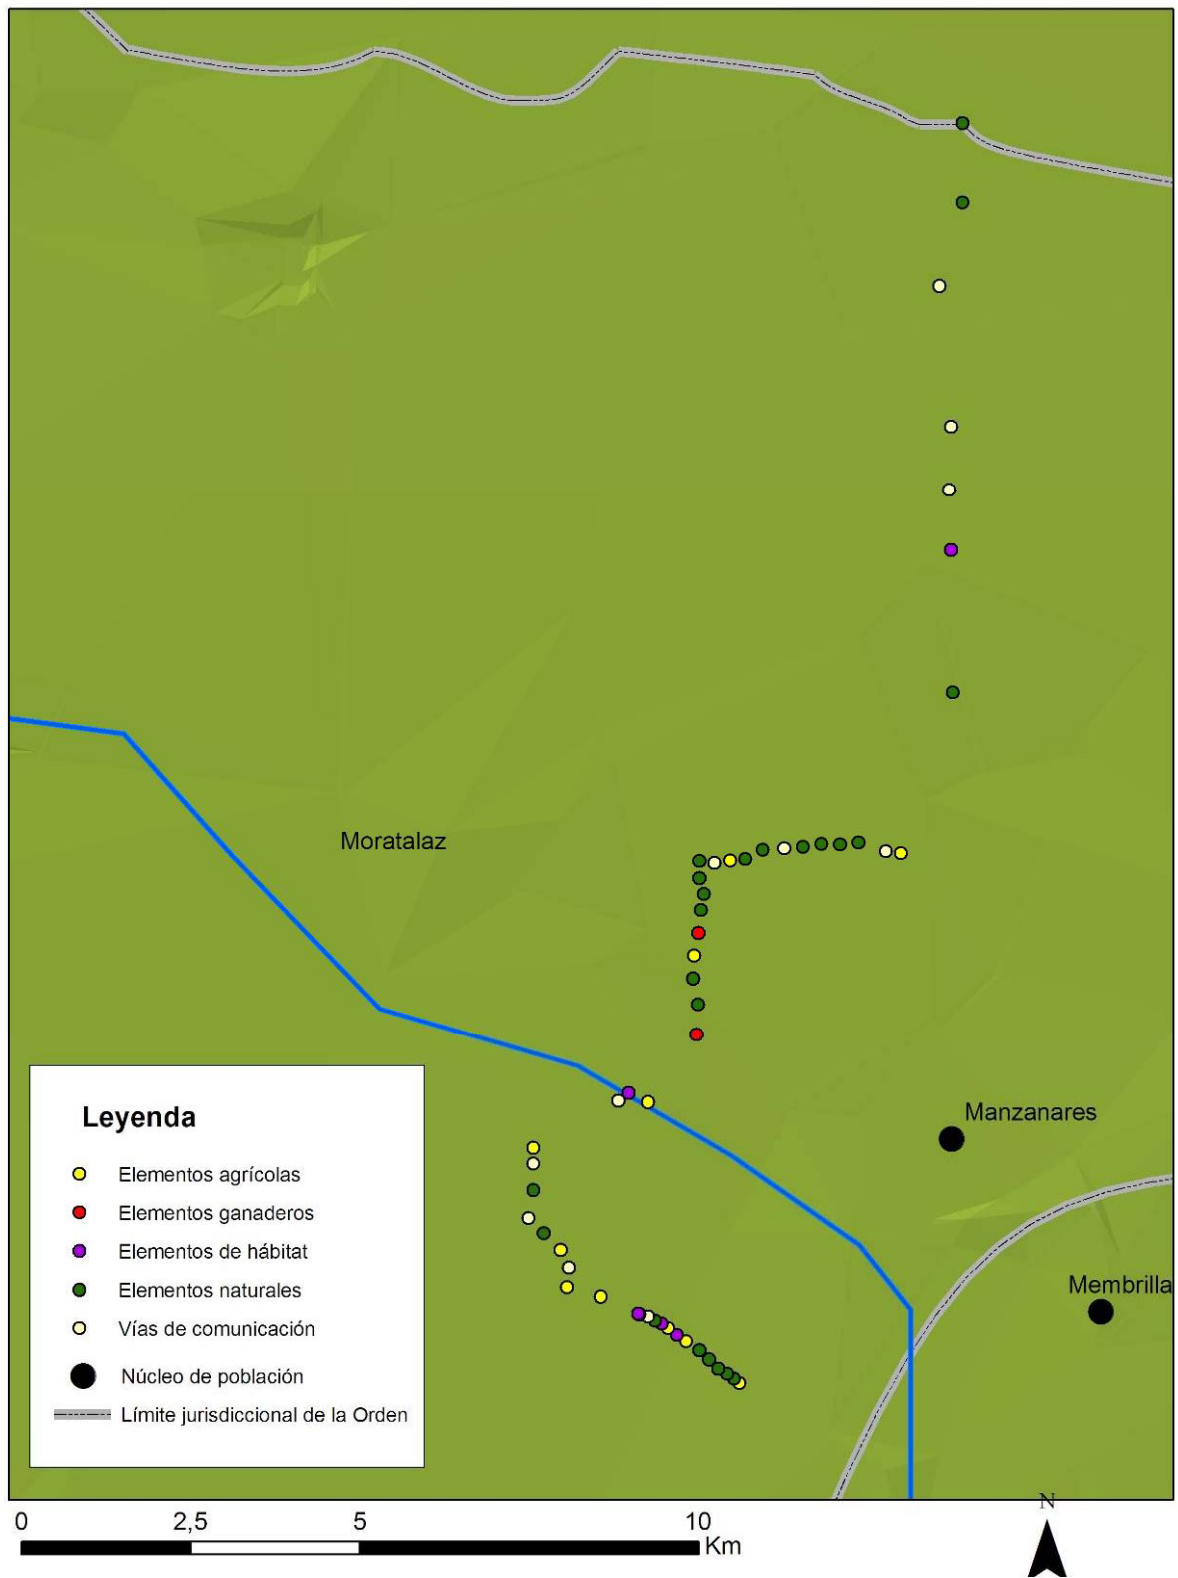 Moratalaz
Manzanares
Membrilla
Leyenda
Elementos agrícolas
Elementos ganaderos
Elementos de hábitat
Elementos naturales
Vías de comunicación
Núcleo de población
Límite jurisdiccional de la Orden
N
0 2,5 5 10
Km